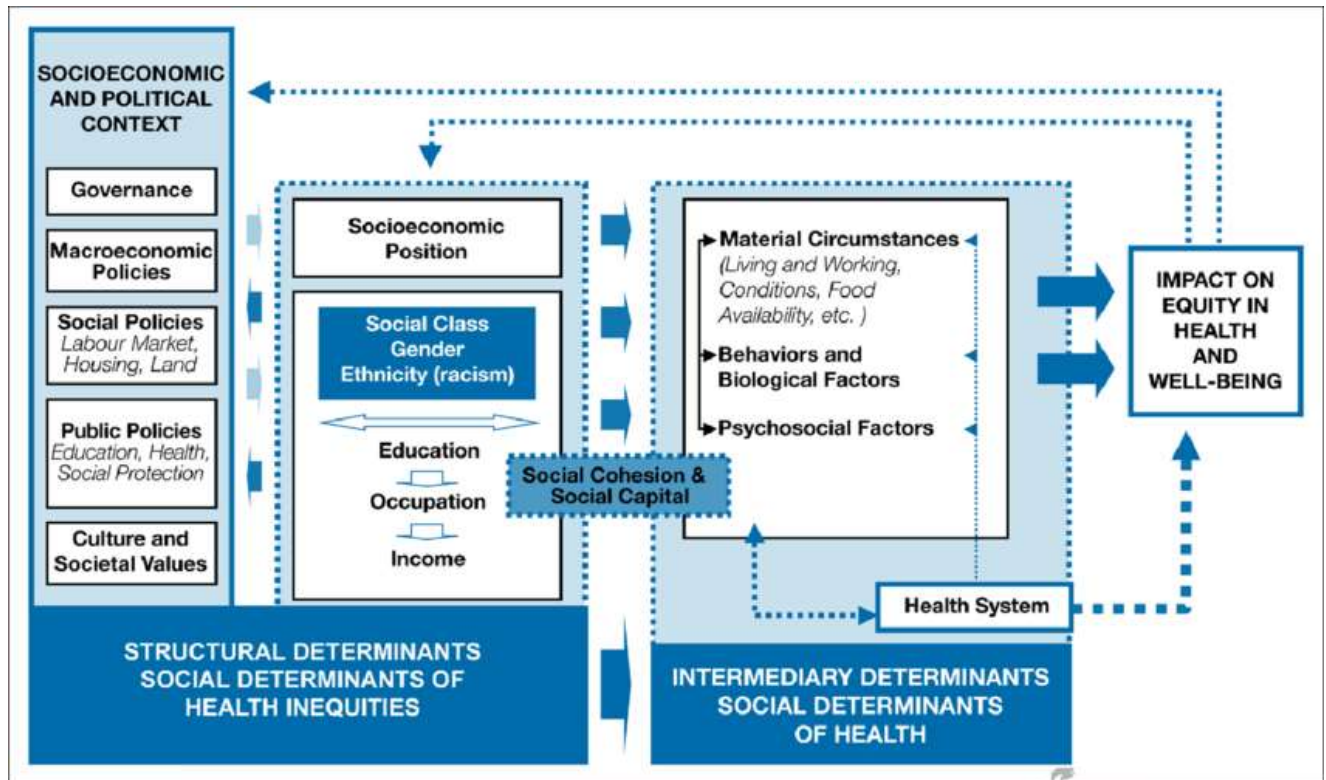 SOCIOECONOMIC
AND POLITICAL
CONTEXT
Governance
Macroeconomic
Policies
Social Policies
Labour Market,
Housing, Land
Public Policies
Education, Health,
Social Protection
Culture and
Societal Values
Socioeconomic
Position
Social Class
Gender
Ethnicity (racism)
Education
Occupation
Income
STRUCTURAL DETERMINANTS
SOCIAL DETERMINANTS OF
HEALTH INEQUITIES
Social Cohesion &
Social Capital
Material Circumstances
(Living and Working,
Conditions, Food
Availability, etc. )
Behaviors and
Biological Factors
Psychosocial Factors
Health System
INTERMEDIARY DETERMINANTS
SOCIAL DETERMINANTS
OF HEALTH
IMPACT ON
EQUITY IN
HEALTH
AND
WELL-BEING